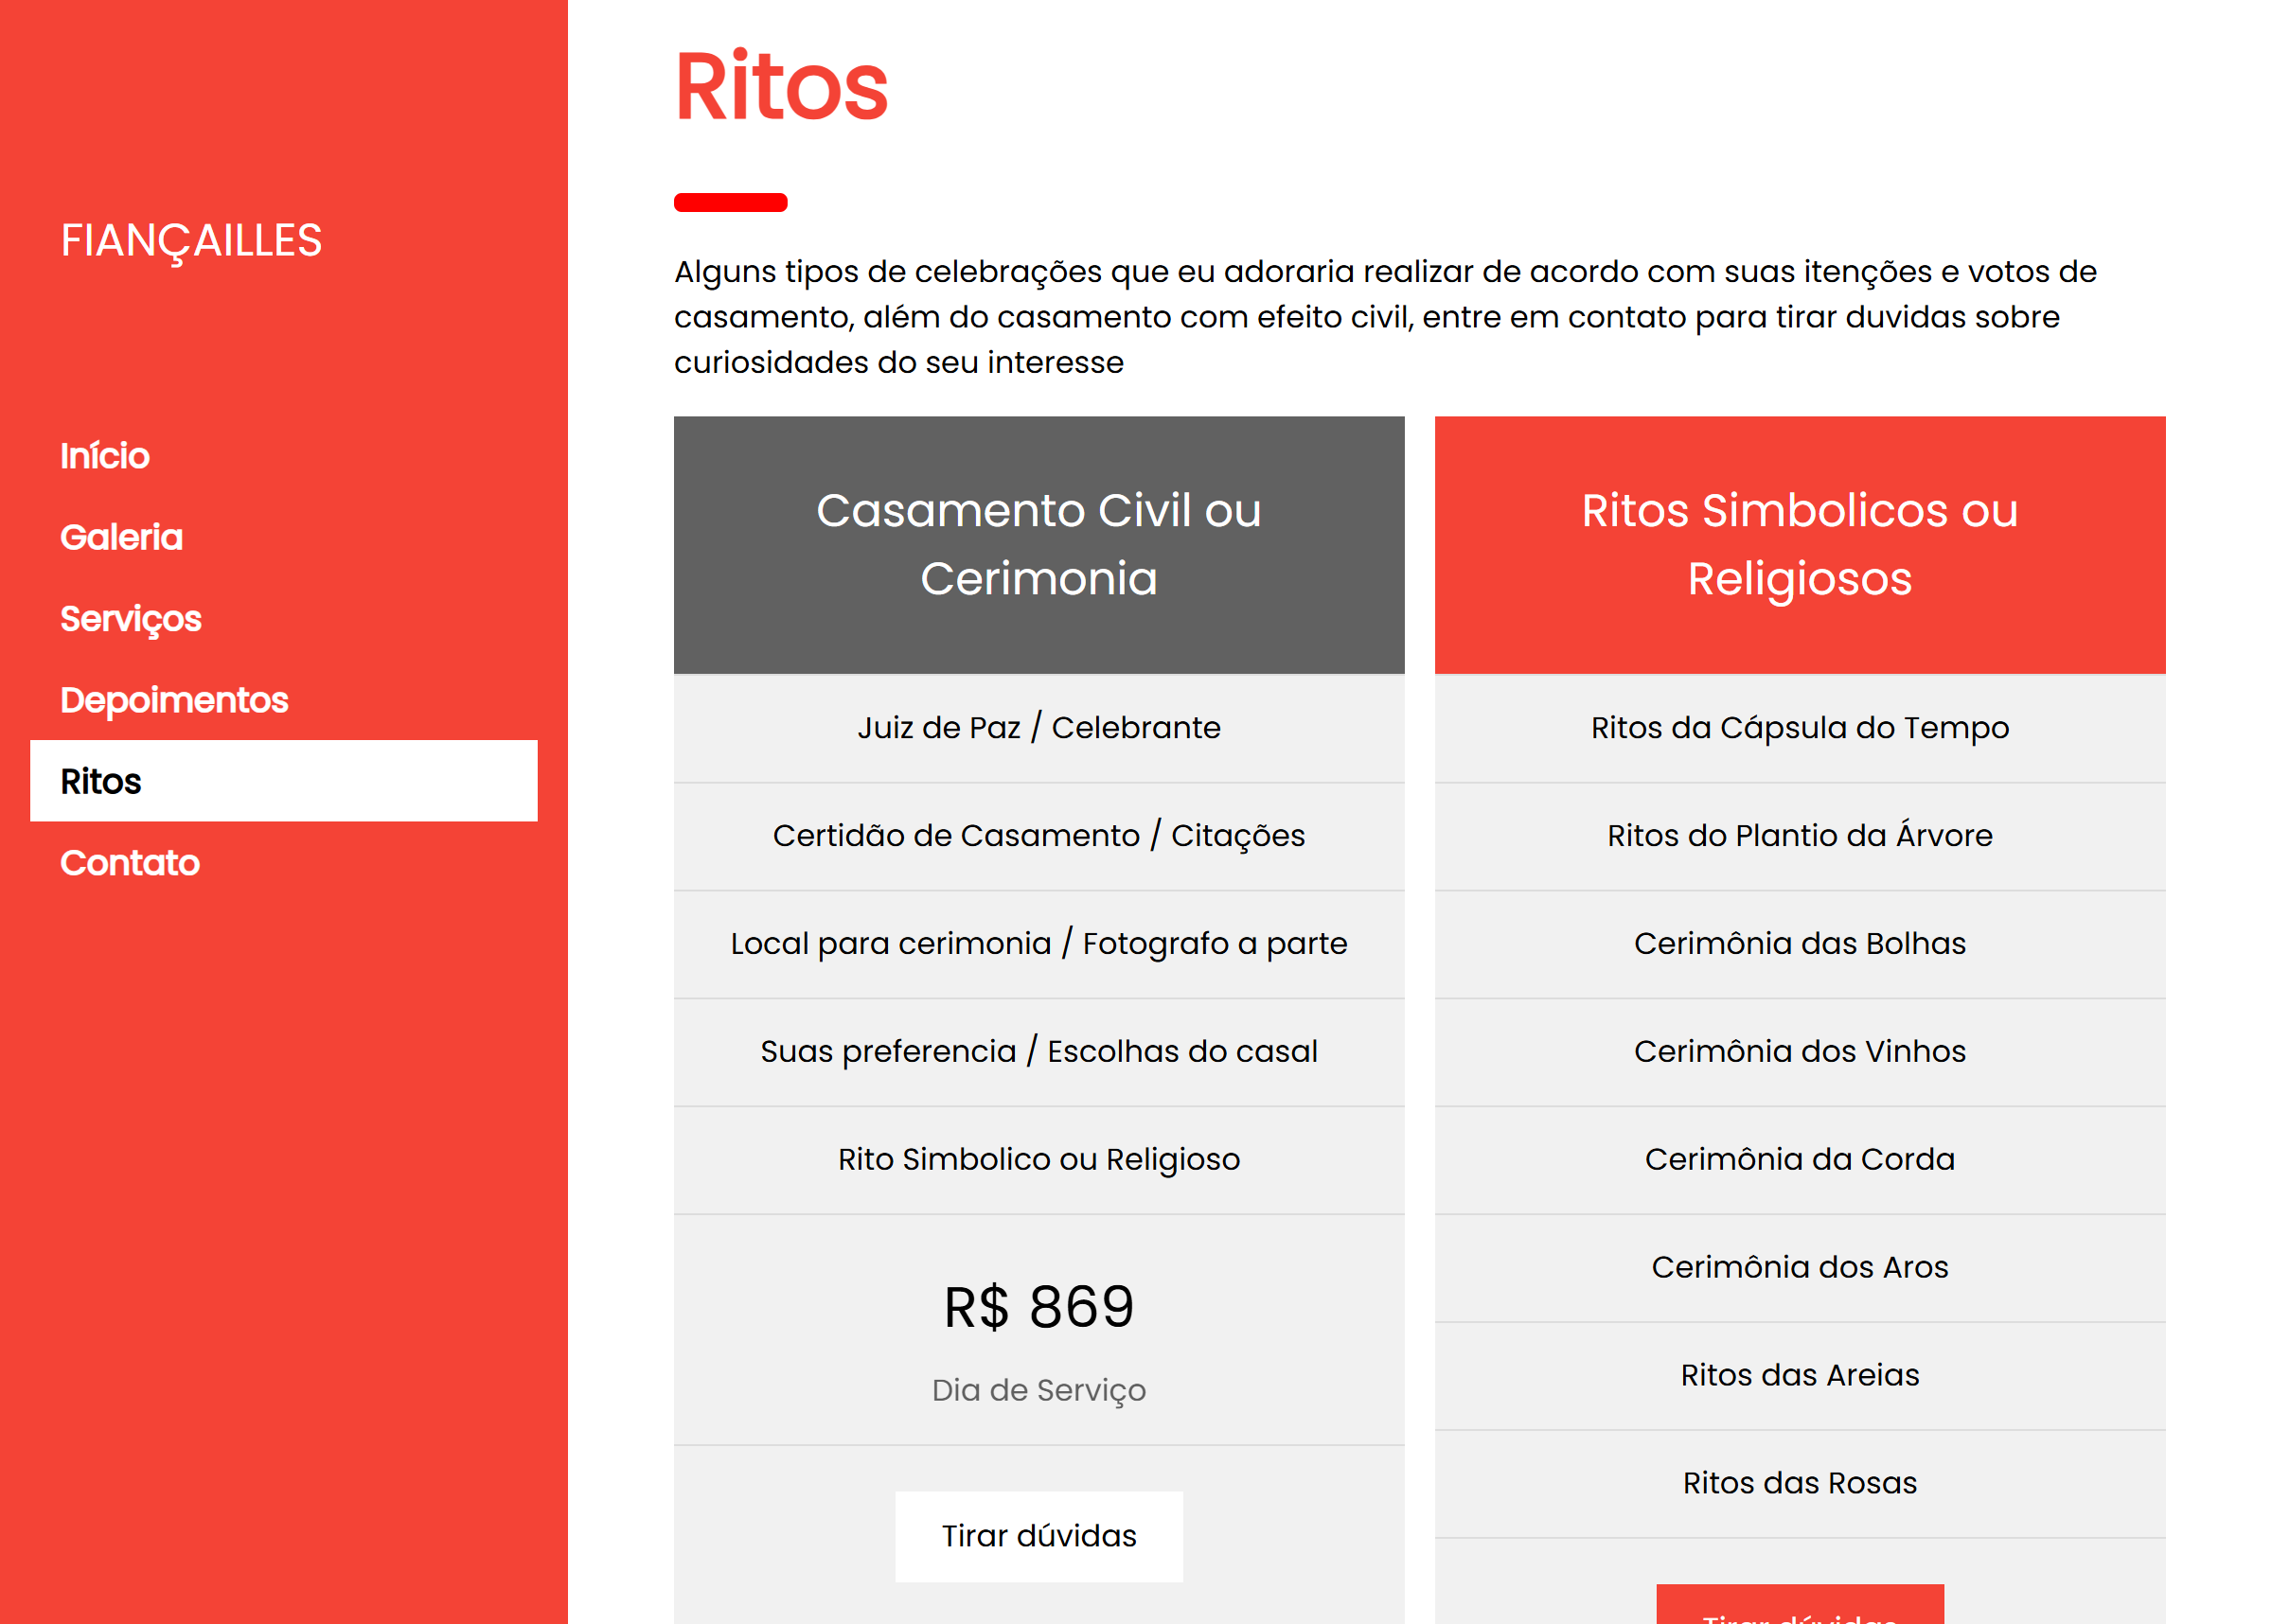 FIANÇAILLES
Início
Galeria
Serviços
Depoimentos
Ritos
Contato
Ritos
Alguns tipos de celebrações que eu adoraria realizar de acordo com suas itenções e votos de
casamento, além do casamento com efeito civil, entre em contato para tirar duvidas sobre
curiosidades do seu interesse
Casamento Civil ou
Cerimonia
Juiz de Paz / Celebrante
Certidão de Casamento / Citações
Local para cerimonia / Fotografo a parte
Suas preferencia / Escolhas do casal
Rito Simbolico ou Religioso
R$ 869
Dia de Serviço
Tirar dúvidas
Ritos Simbolicos ou
Religiosos
Ritos da Cápsula do Tempo
Ritos do Plantio da Árvore
Cerimônia das Bolhas
Cerimônia dos Vinhos
Cerimônia da Corda
Cerimônia dos Aros
Ritos das Areias
Ritos das Rosas
Tirar dúvidas